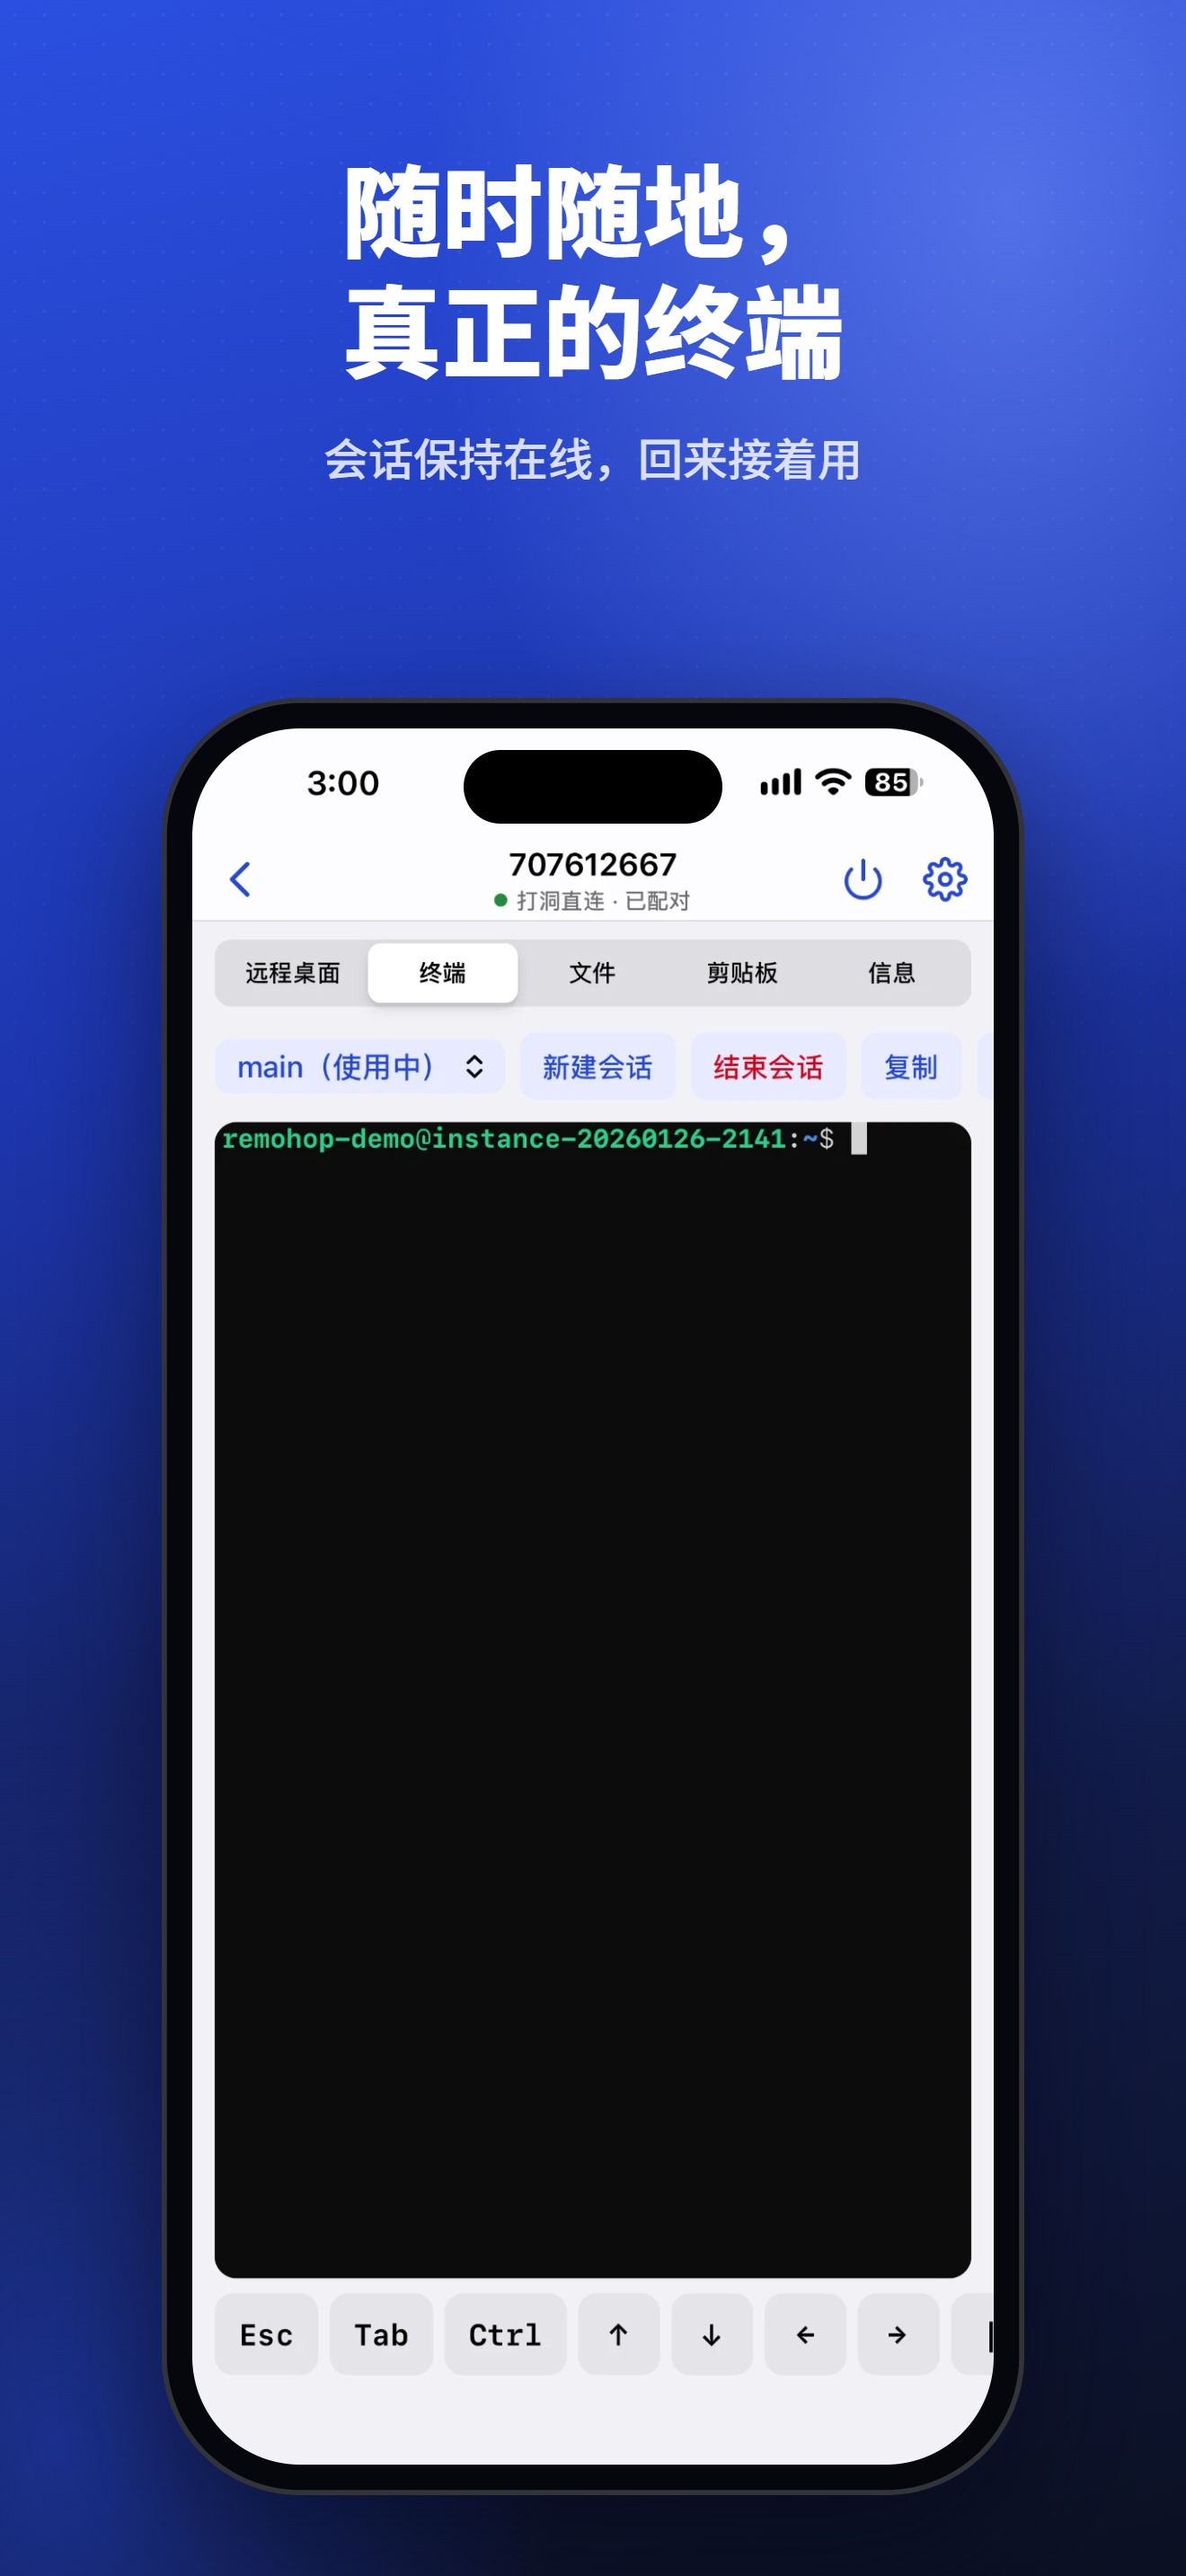 随时随地，
真正的终端
会话保持在线，回来接着用
3:00
85
707612667
打洞直连 · 已配对
远程桌面 终端 文件 剪贴板 信息
main（使用中） 新建会话 结束会话 复制
remohop-demo@instance-20260126-2141:~$
Esc Tab Ctrl ↑ ↓ ← → |